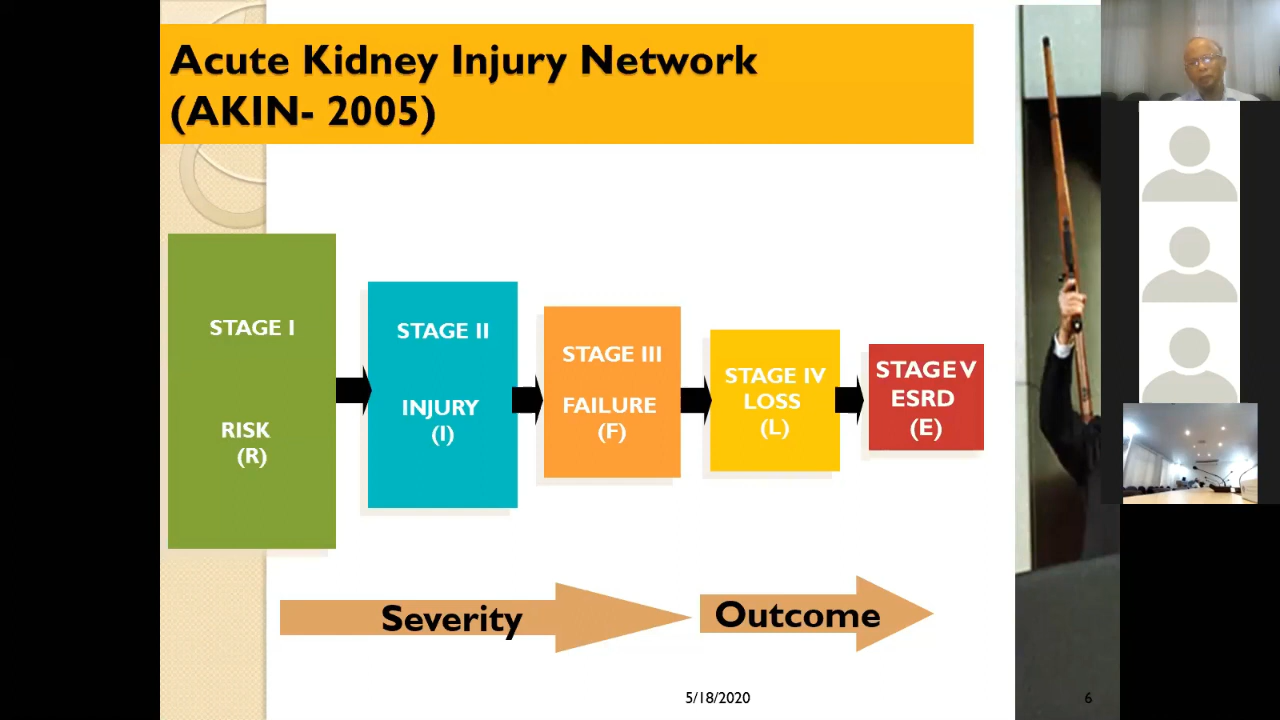 Acute Kidney Injury Network
(AKIN- 2005)
STAGE I
RISK
(R)
STAGE II
INJURY
(I)
STAGE III
FAILURE
(F)
STAGE IV
LOSS
(L)
STAGE V
ESRD
(E)
Severity
Outcome
5/18/2020
6